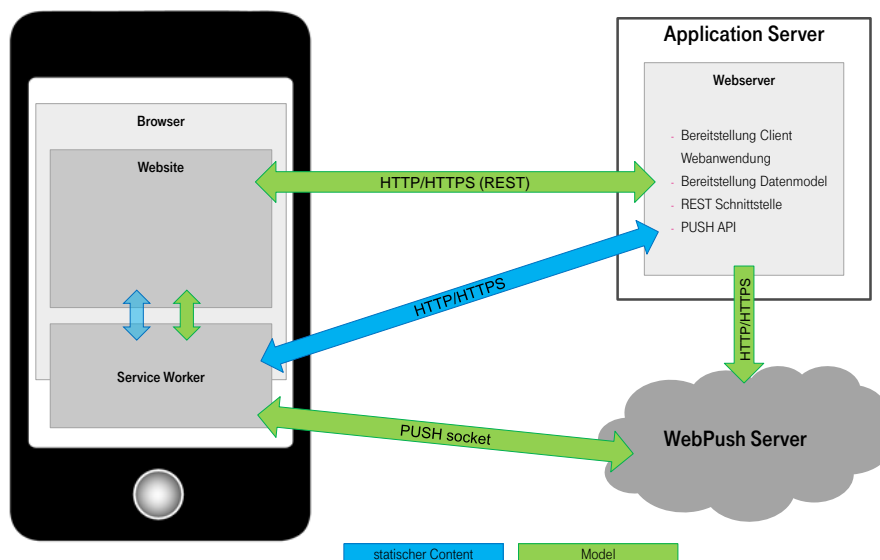 Application Server
Webserver
- Bereitstellung Client
Webanwendung
- Bereitstellung Datenmodel
- REST Schnittstelle
- PUSH API
Browser
Website
HTTP/HTTPS (REST)
HTTP/HTTPS
HTTP/HTTPS
Service Worker
PUSH socket
WebPush Server
statischer Content
Model